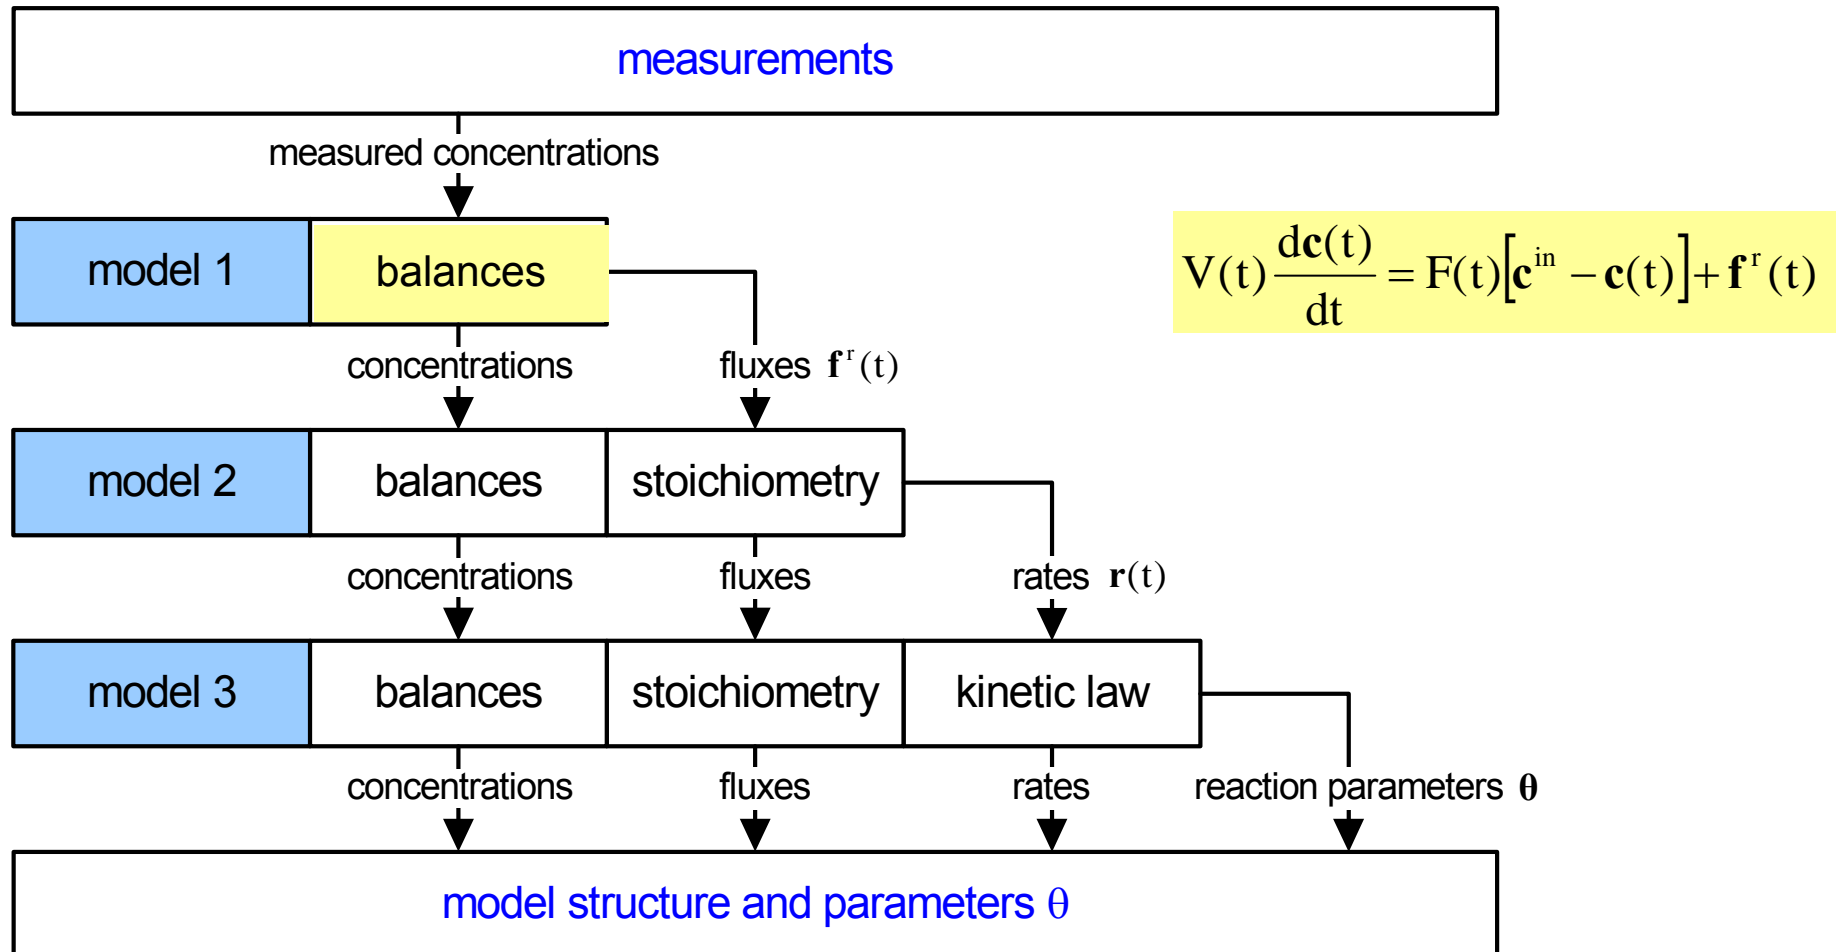 measurements
measured concentrations
model 1 balances
V(t) dc(t)/dt = F(t)[c^in − c(t)] + f^r(t)
concentrations fluxes f^r(t)
model 2 balances stoichiometry
concentrations fluxes rates r(t)
model 3 balances stoichiometry kinetic law
concentrations fluxes rates reaction parameters θ
model structure and parameters θ